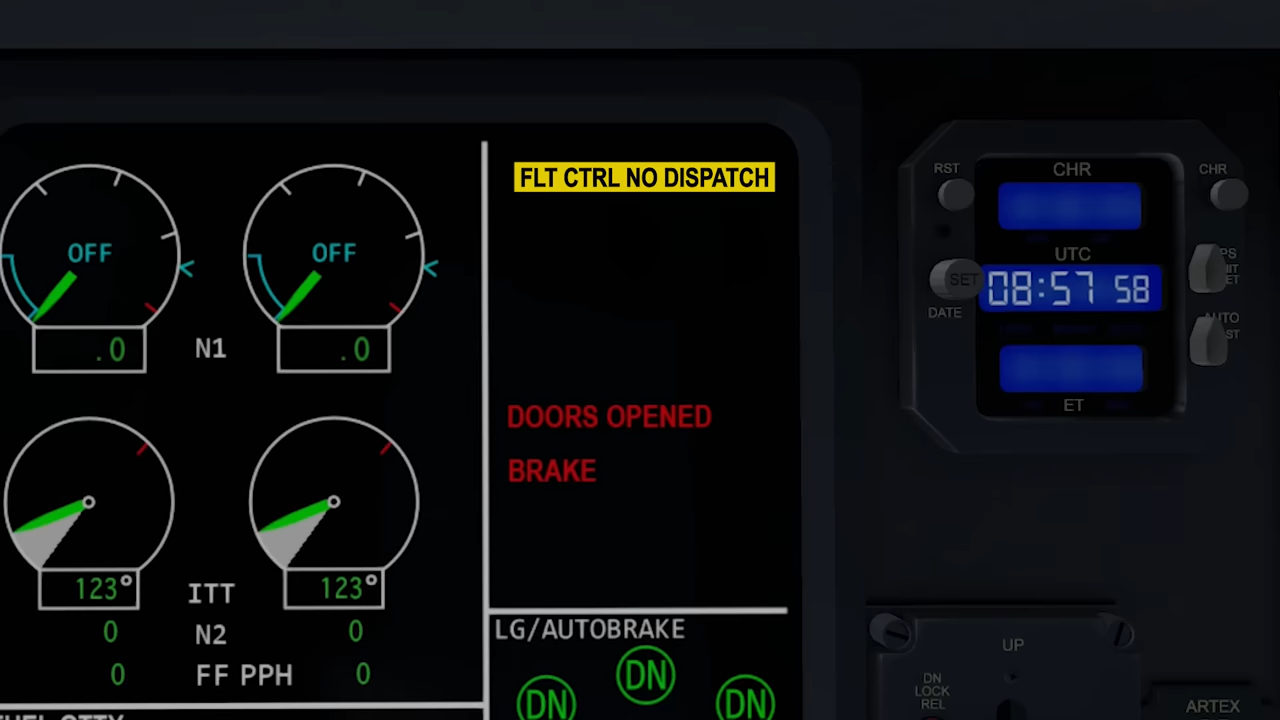 FLT CTRL NO DISPATCH
OFF
OFF
.0
N1
.0
DOORS OPENED
BRAKE
123°
ITT
123°
0
N2
0
0
FF PPH
0
LG/AUTOBRAKE
DN
DN
DN
RST
CHR
CHR
UTC
SET
08:57 58
DATE
AUTO
ET
UP
DN
LOCK
REL
ARTEX